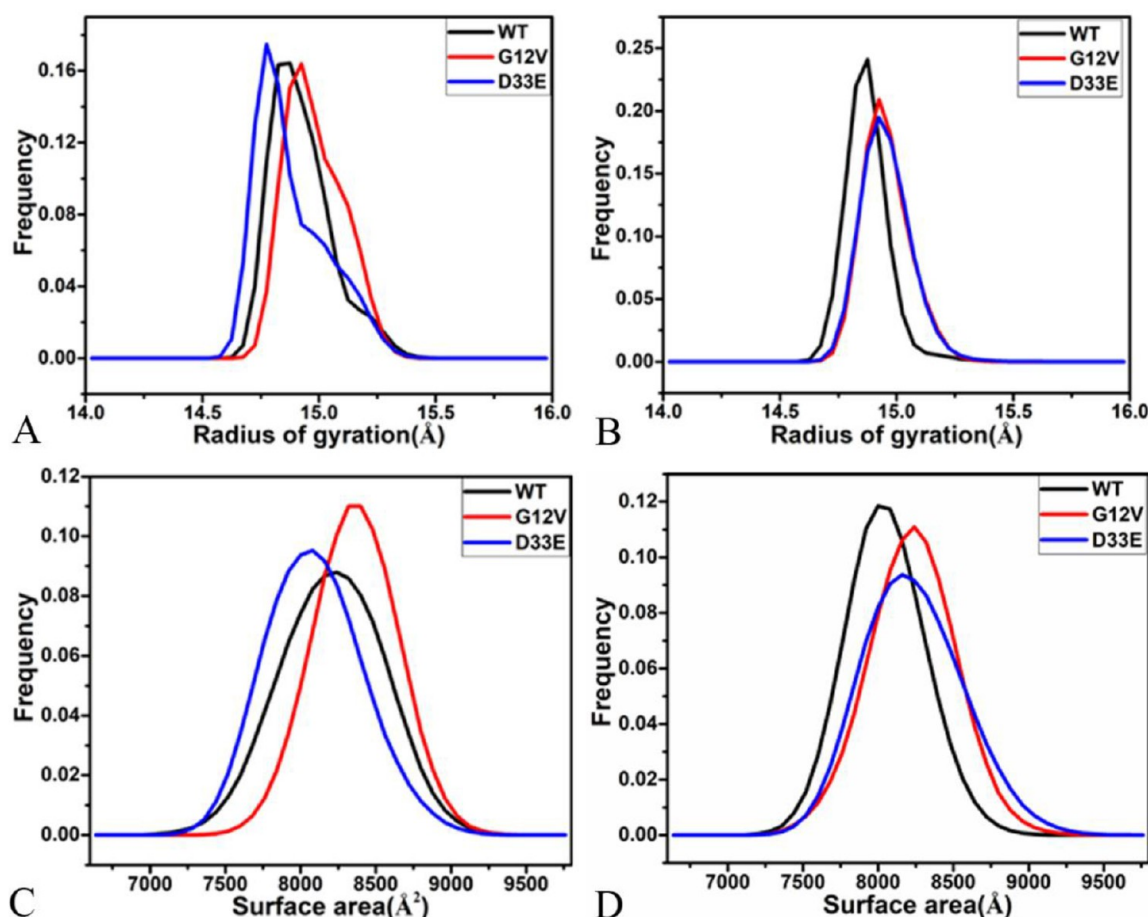 WT
G12V
D33E
0.16
0.12
0.08
0.04
0.00
Frequency
14.0 14.5 15.0 15.5 16.0
Radius of gyration(Å)
A
WT
G12V
D33E
0.25
0.20
0.15
0.10
0.05
0.00
Frequency
14.0 14.5 15.0 15.5 16.0
Radius of gyration(Å)
B
WT
G12V
D33E
0.12
0.10
0.08
0.06
0.04
0.02
0.00
Frequency
7000 7500 8000 8500 9000 9500
Surface area(Å²)
C
WT
G12V
D33E
0.12
0.10
0.08
0.06
0.04
0.02
0.00
Frequency
7000 7500 8000 8500 9000 9500
Surface area(Å)
D